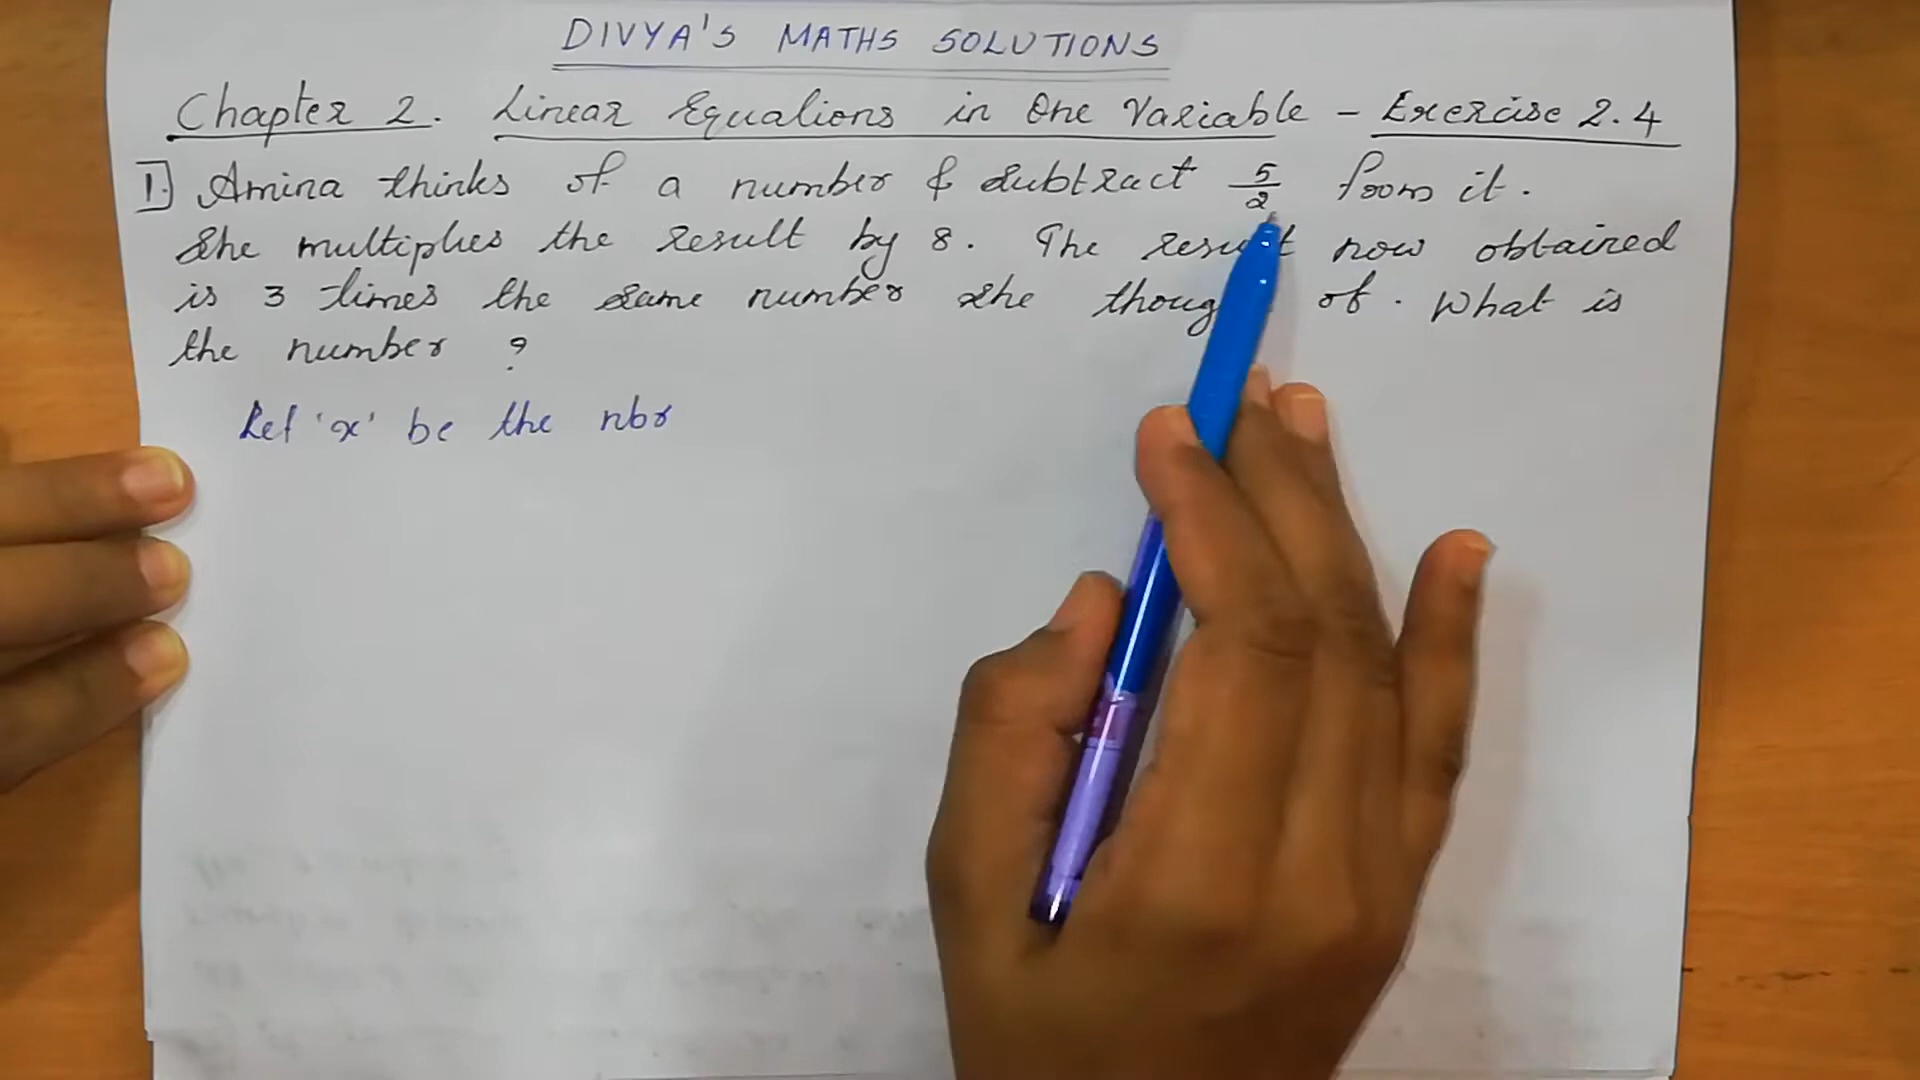 DIVYA'S MATHS SOLUTIONS
Chapter 2. Linear Equations in One Variable - Exercise 2.4
1.] Amina thinks of a number & subtract 5/2 from it.
She multiplies the result by 8. The result now obtained
is 3 times the same number she thoug of. What is
the number ?
Let 'x' be the nbr